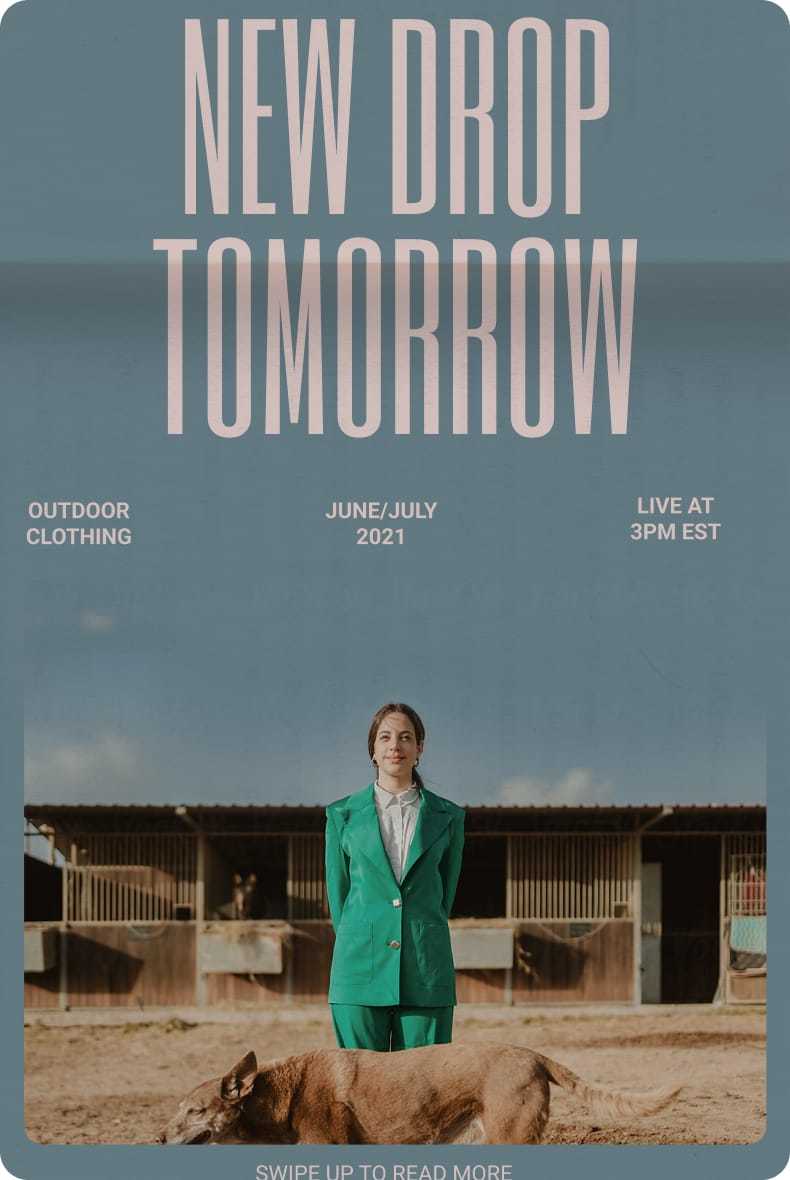 NEW DROP
TOMORROW
OUTDOOR
CLOTHING
JUNE/JULY
2021
LIVE AT
3PM EST
SWIPE UP TO READ MORE